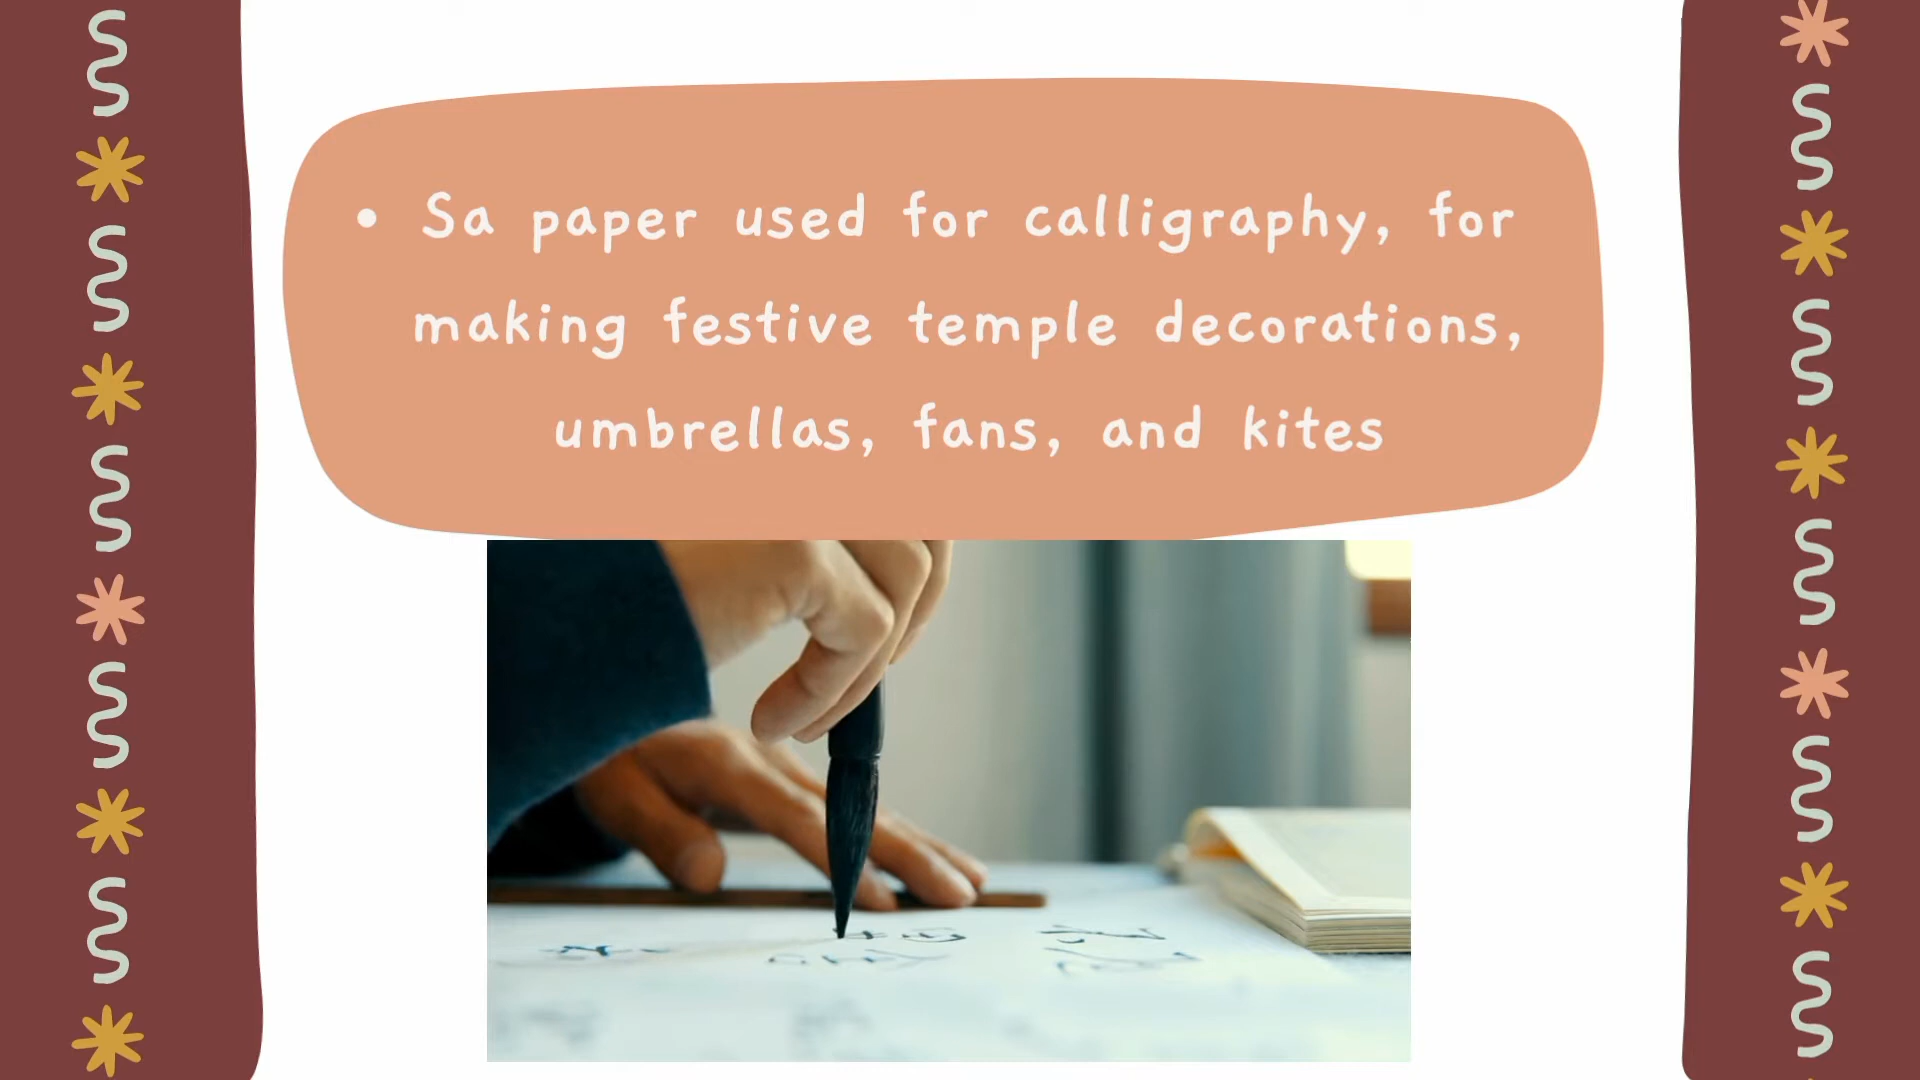 • Sa paper used for calligraphy, for
making festive temple decorations,
umbrellas, fans, and kites